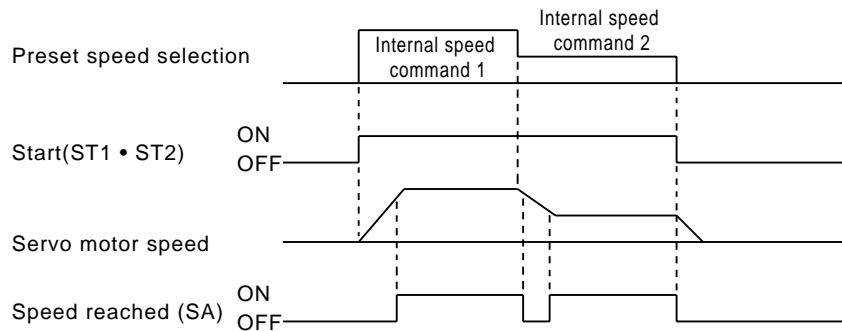 Preset speed selection
Internal speed
command 1
Internal speed
command 2
Start(ST1 • ST2)
ON
OFF
Servo motor speed
Speed reached (SA)
ON
OFF